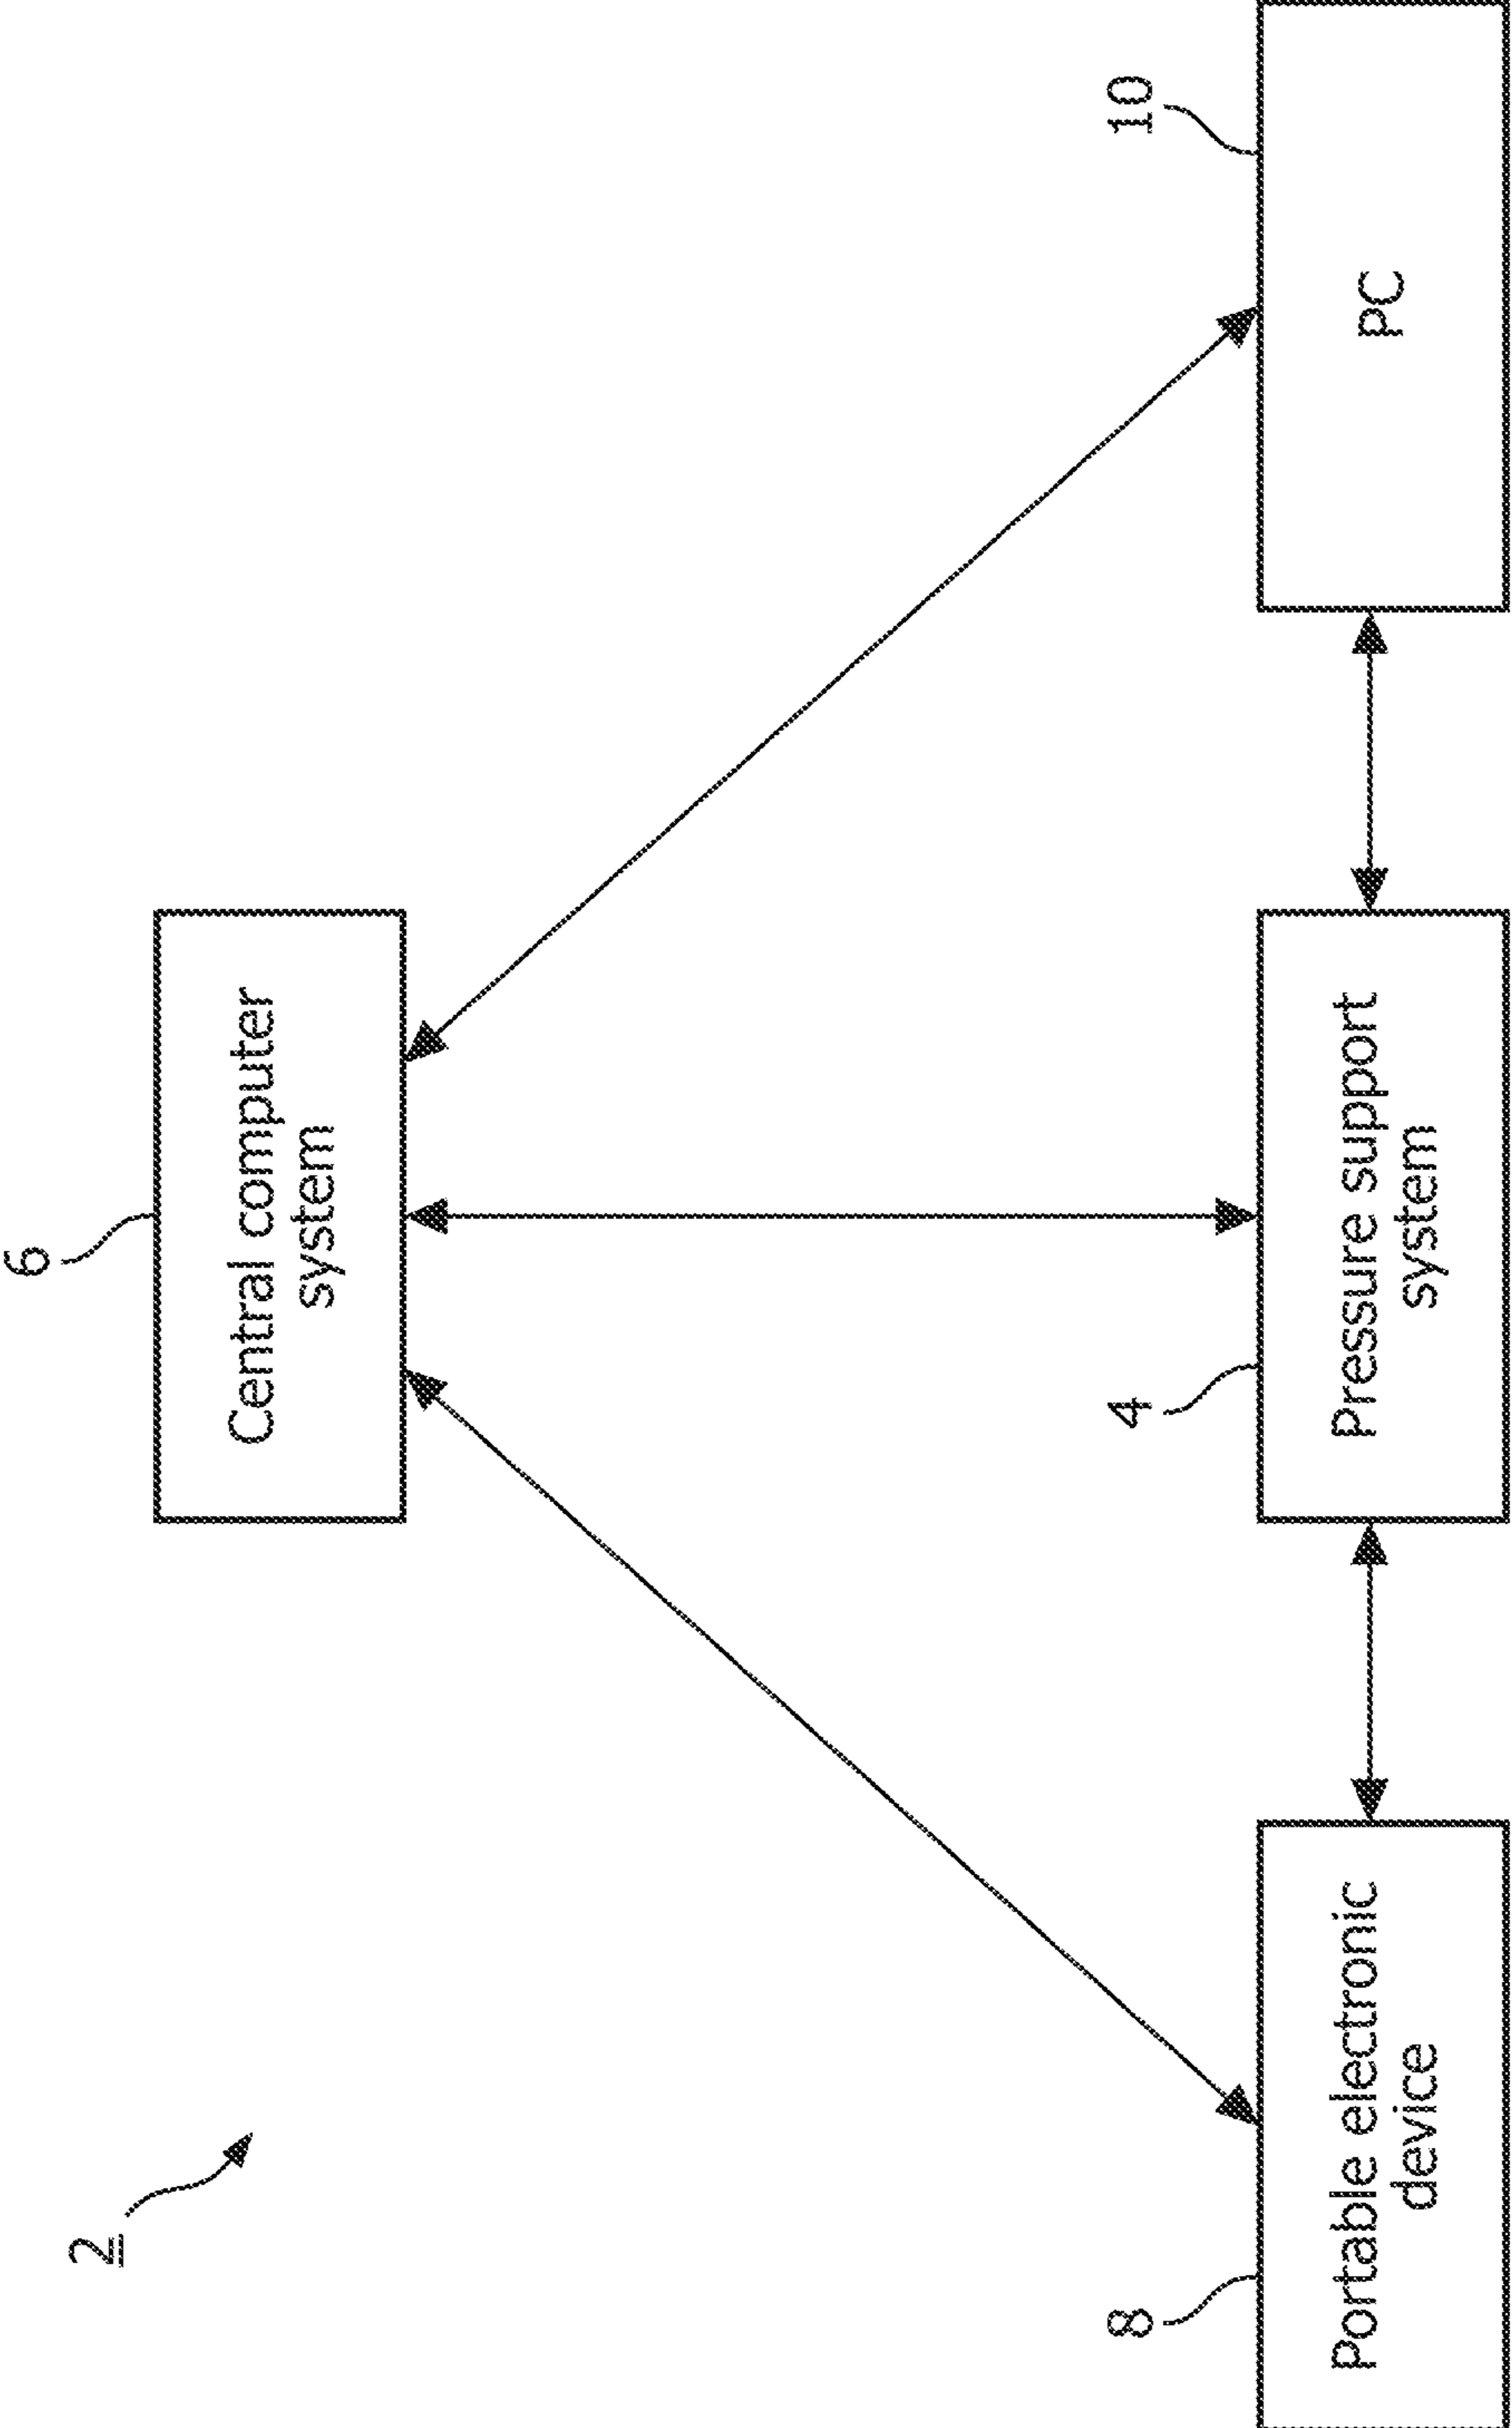 2
6
Central computer
system
8
Portable electronic
device
4
Pressure support
system
10
PC